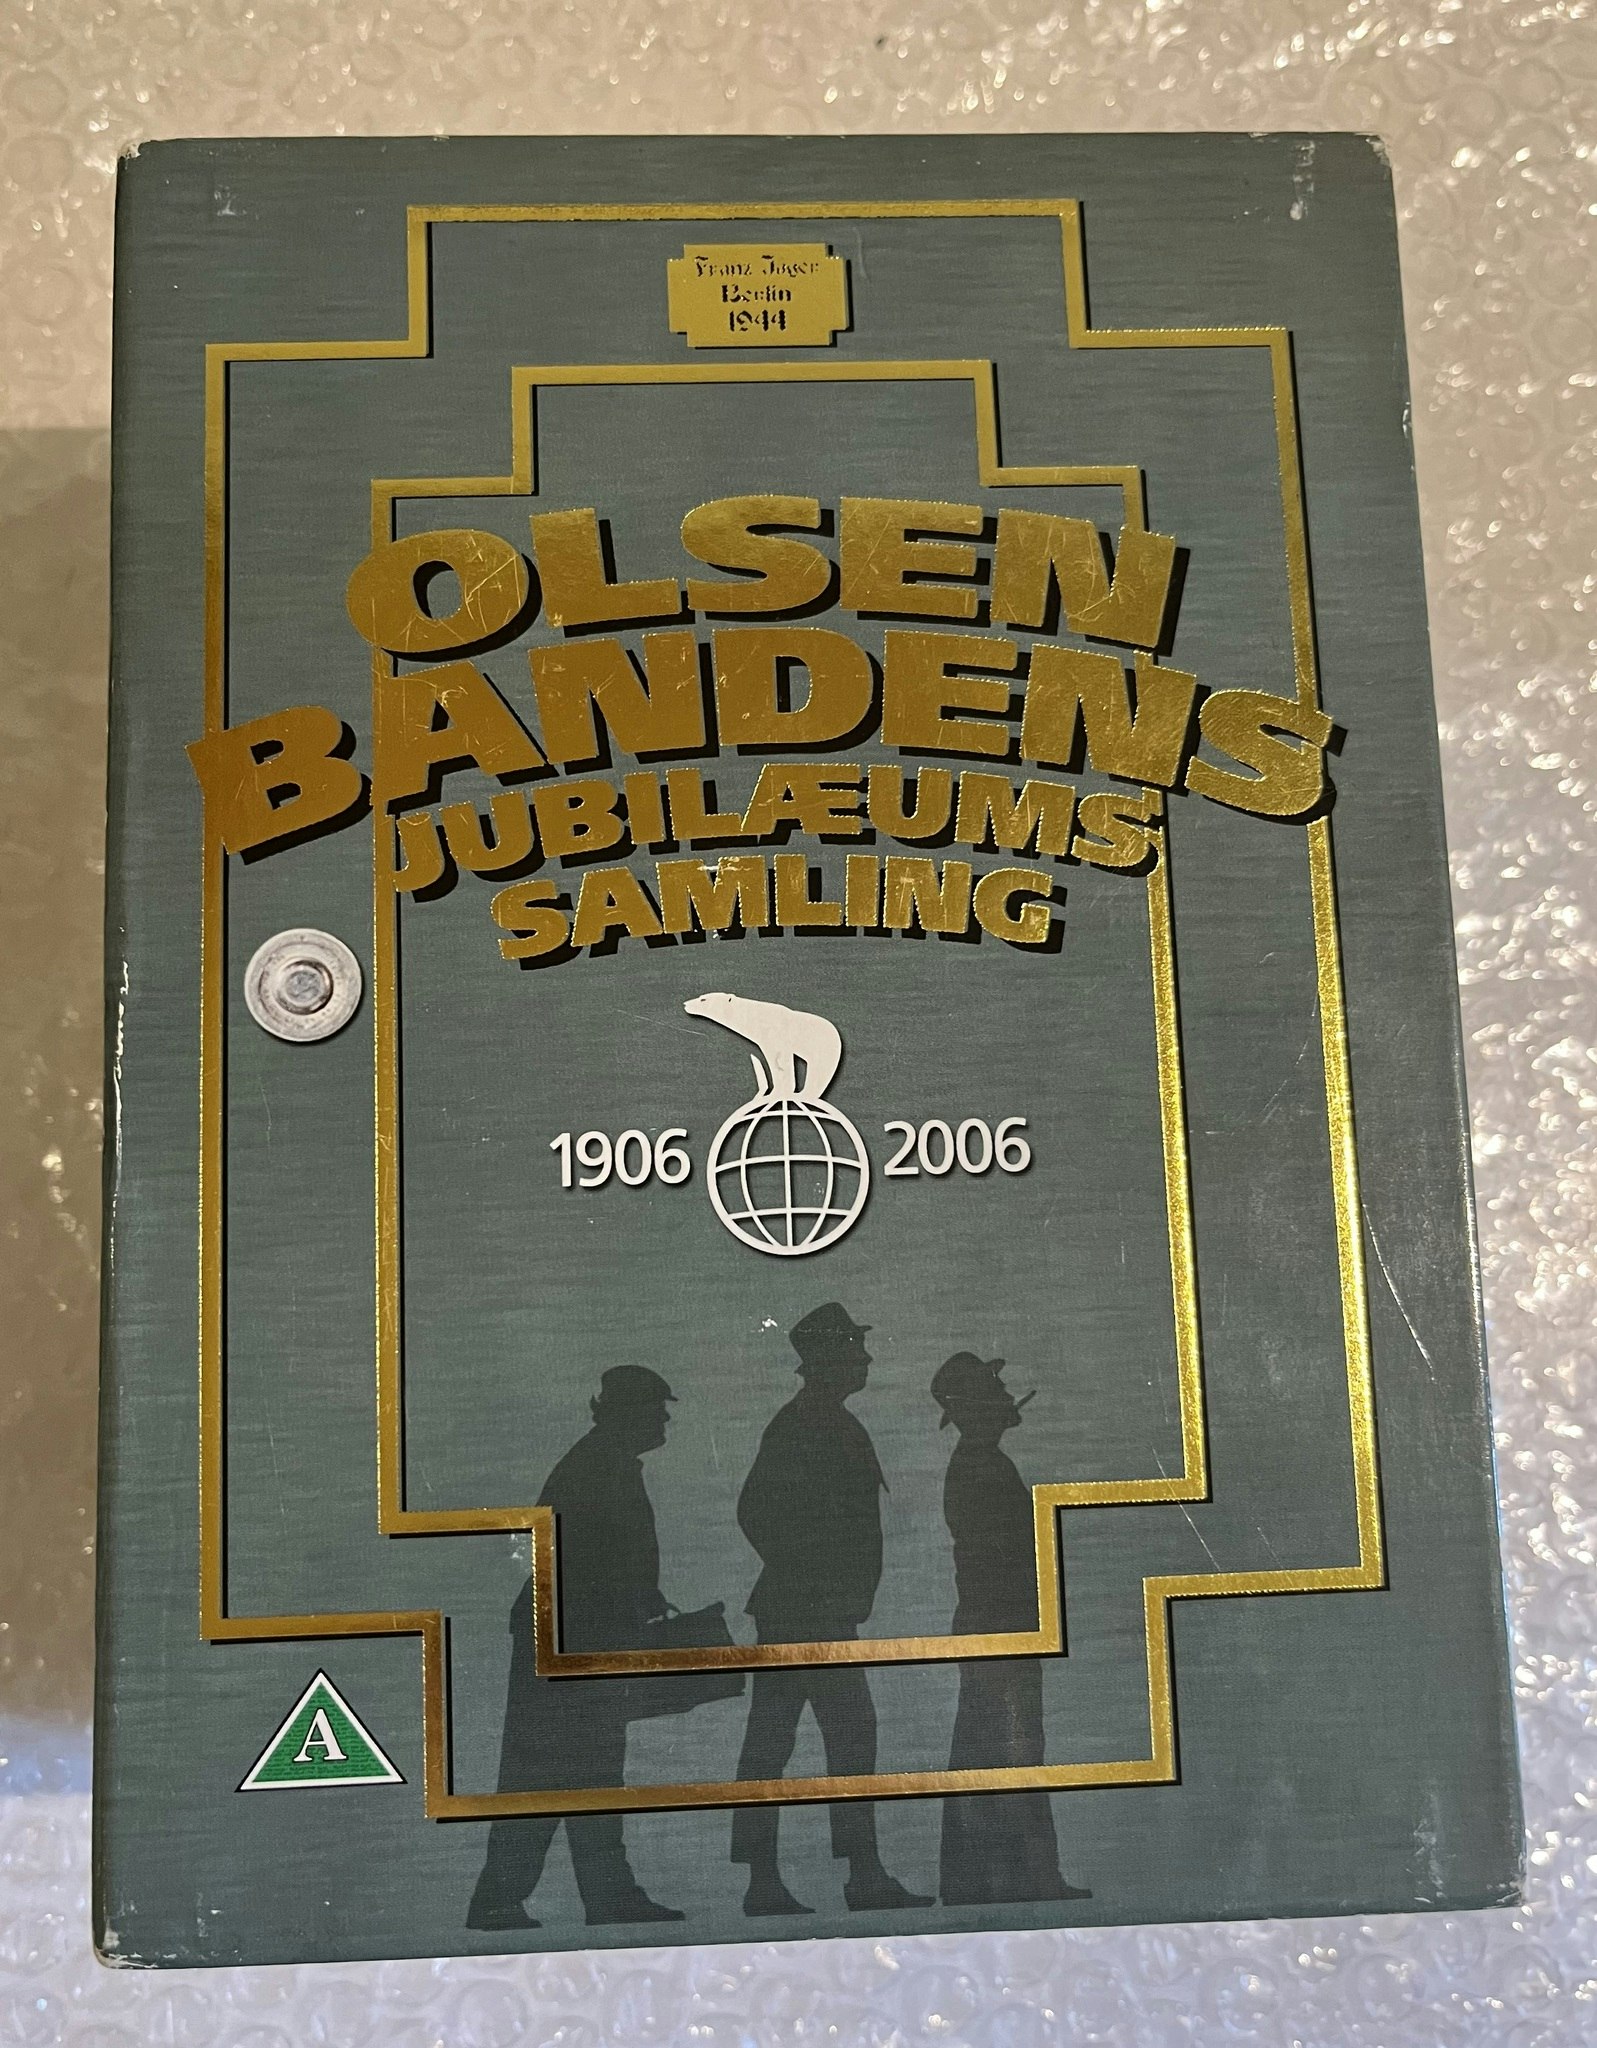 Franz Jäger
Berlin
1944
OLSEN
BANDENS
JUBILÆUMS
SAMLING
1906 2006
A